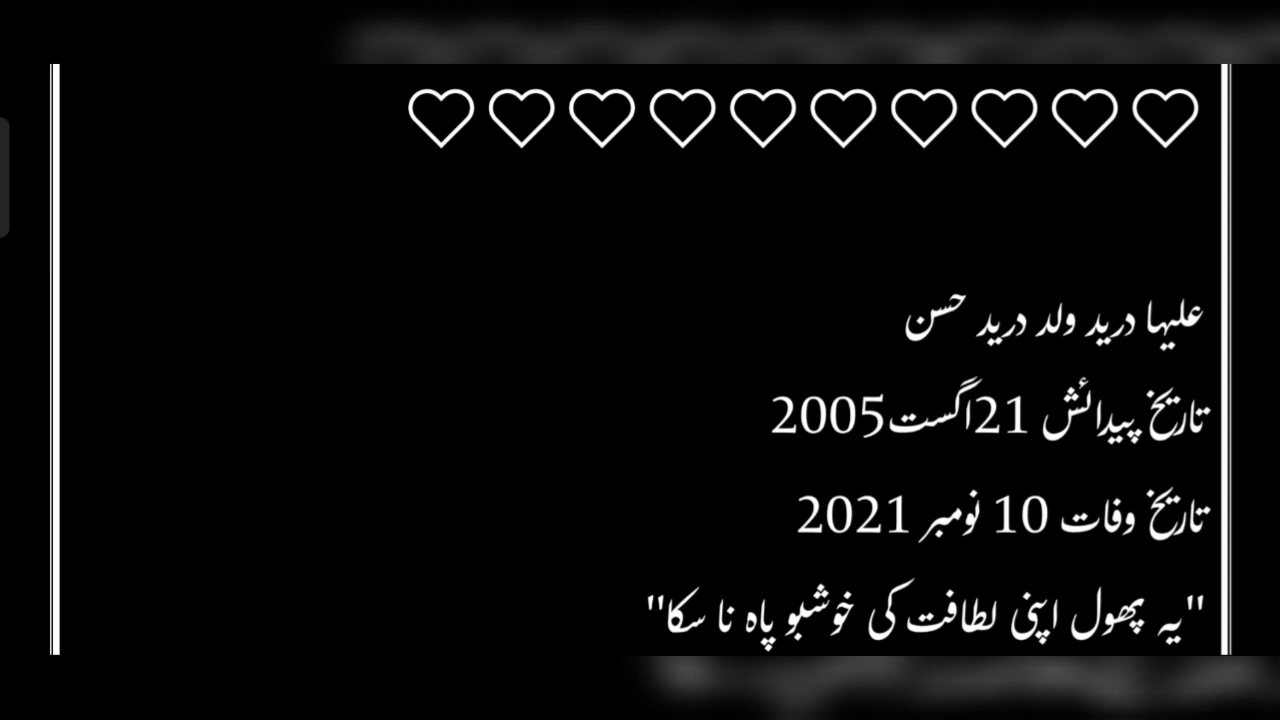 ♡♡♡♡♡♡♡♡♡♡
علیہا درید ولد درید حسن
تاریخ پیدائش 21اگست2005
تاریخ وفات 10 نومبر 2021
"یہ پھول اپنی لطافت کی خوشبو پاہ نا سکا"